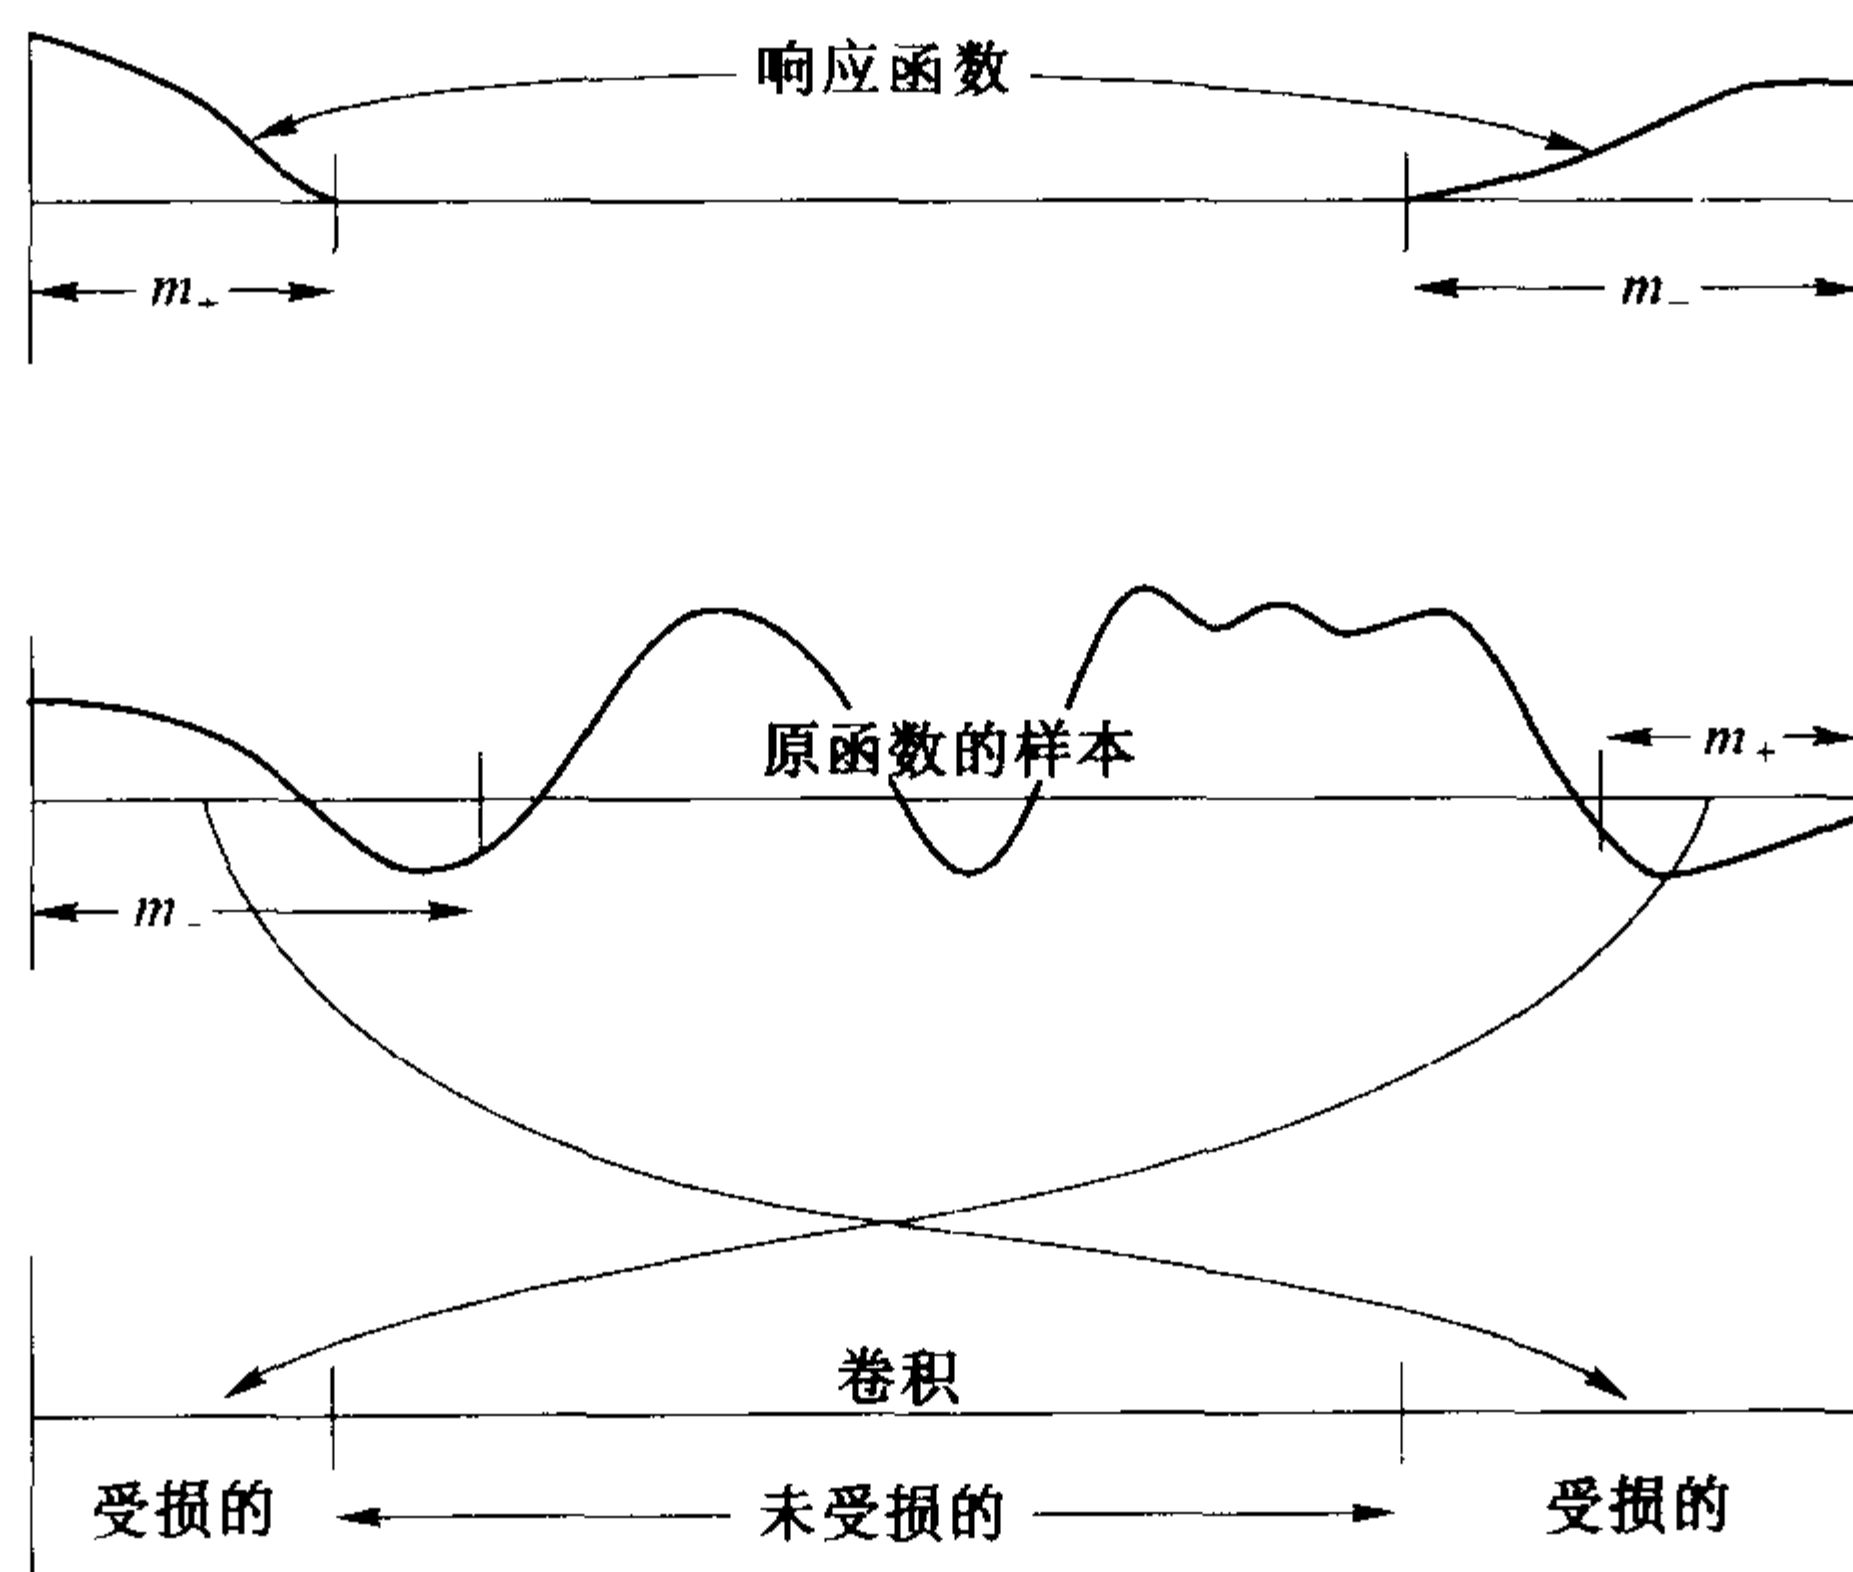 响应函数
m₊ m₋
原函数的样本
m₊
m₋
卷积
受损的 未受损的 受损的